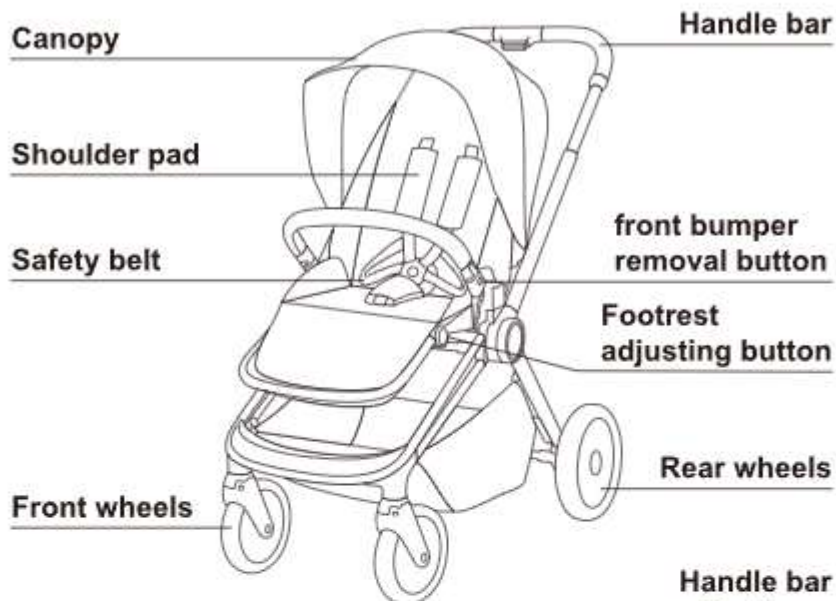 Canopy
Handle bar
Shoulder pad
front bumper
removal button
Safety belt
Footrest
adjusting button
Rear wheels
Front wheels
Handle bar